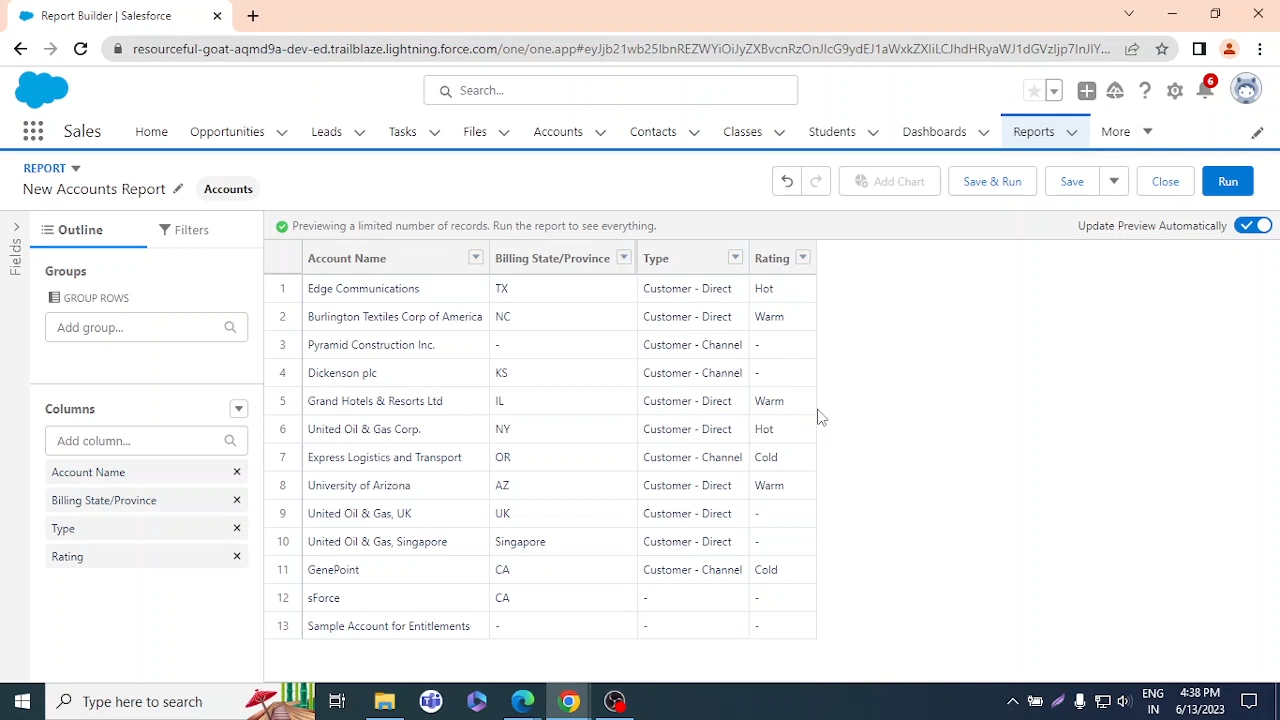 Report Builder | Salesforce
resourceful-goat-aqmd9a-dev-ed.trailblaze.lightning.force.com/one/one.app#
Search...
6
Sales Home Opportunities Leads Tasks Files Accounts Contacts Classes Students Dashboards Reports More
REPORT
New Accounts Report Accounts
Add Chart Save & Run Save Close Run
Fields
Outline Filters
Previewing a limited number of records. Run the report to see everything. Update Preview Automatically
Groups
GROUP ROWS
Add group...
Columns
Add column...
Account Name
Billing State/Province
Type
Rating
Account Name Billing State/Province Type Rating
1 Edge Communications TX Customer - Direct Hot
2 Burlington Textiles Corp of America NC Customer - Direct Warm
3 Pyramid Construction Inc. - Customer - Channel -
4 Dickenson plc KS Customer - Channel -
5 Grand Hotels & Resorts Ltd IL Customer - Direct Warm
6 United Oil & Gas Corp. NY Customer - Direct Hot
7 Express Logistics and Transport OR Customer - Channel Cold
8 University of Arizona AZ Customer - Direct Warm
9 United Oil & Gas, UK UK Customer - Direct -
10 United Oil & Gas, Singapore Singapore Customer - Direct -
11 GenePoint CA Customer - Channel Cold
12 sForce CA - -
13 Sample Account for Entitlements - - -
Type here to search
ENG 4:38 PM
IN 6/13/2023